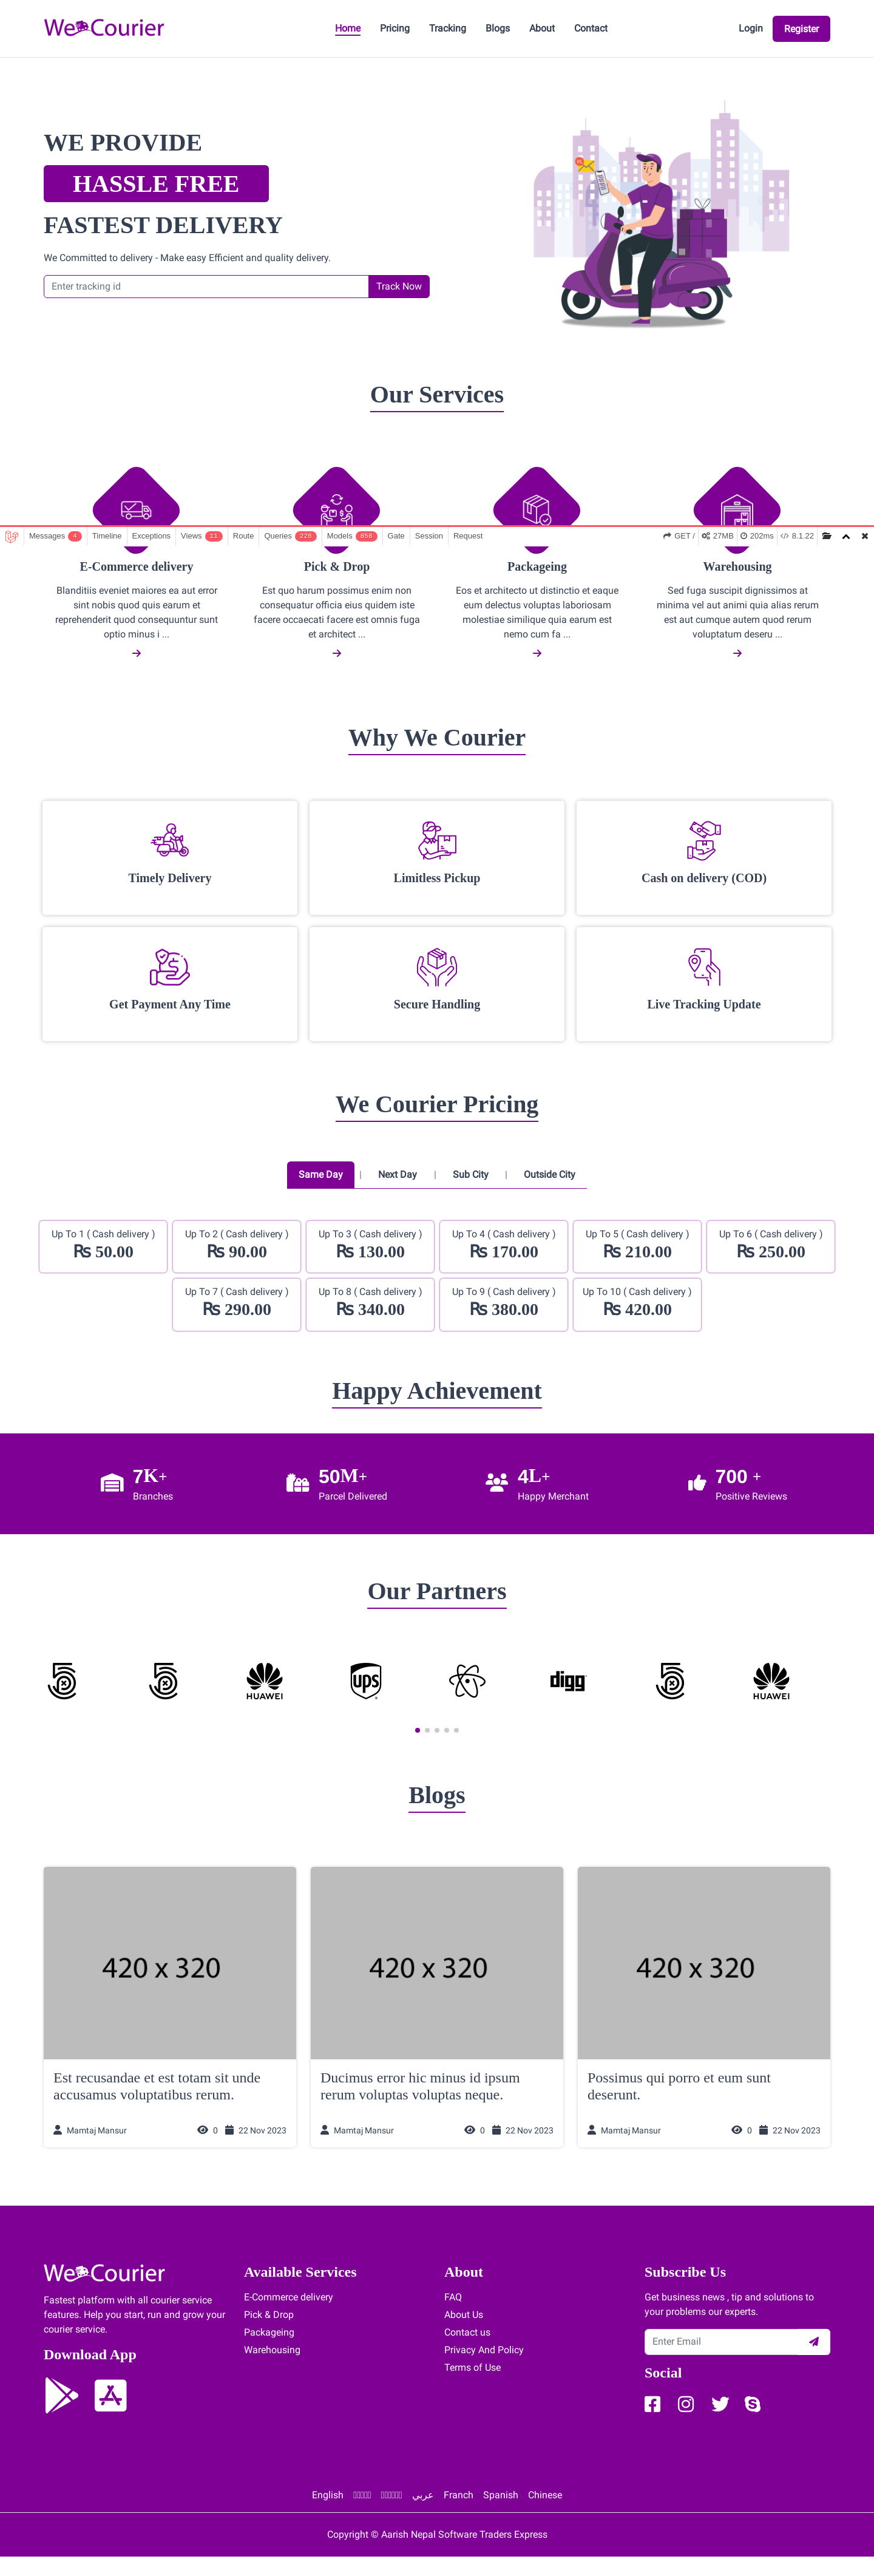 We Courier
Home Pricing Tracking Blogs About Contact
Login Register
WE PROVIDE
HASSLE FREE
FASTEST DELIVERY
We Committed to delivery - Make easy Efficient and quality delivery.
Enter tracking id Track Now
Our Services
Messages 4 Timeline Exceptions Views 11 Route Queries 228 Models 858 Gate Session Request GET / 27MB 202ms 8.1.22
E-Commerce delivery
Blanditiis eveniet maiores ea aut error
sint nobis quod quis earum et
reprehenderit quod consequuntur sunt
optio minus i ...
Pick & Drop
Est quo harum possimus enim non
consequatur officia eius quidem iste
facere occaecati facere est omnis fuga
et architect ...
Packageing
Eos et architecto ut distinctio et eaque
eum delectus voluptas laboriosam
molestiae similique quia earum est
nemo cum fa ...
Warehousing
Sed fuga suscipit dignissimos at
minima vel aut animi quia alias rerum
est aut cumque autem quod rerum
voluptatum deseru ...
Why We Courier
Timely Delivery
Limitless Pickup
Cash on delivery (COD)
Get Payment Any Time
Secure Handling
Live Tracking Update
We Courier Pricing
Same Day | Next Day | Sub City | Outside City
Up To 1 ( Cash delivery )
₨ 50.00
Up To 2 ( Cash delivery )
₨ 90.00
Up To 3 ( Cash delivery )
₨ 130.00
Up To 4 ( Cash delivery )
₨ 170.00
Up To 5 ( Cash delivery )
₨ 210.00
Up To 6 ( Cash delivery )
₨ 250.00
Up To 7 ( Cash delivery )
₨ 290.00
Up To 8 ( Cash delivery )
₨ 340.00
Up To 9 ( Cash delivery )
₨ 380.00
Up To 10 ( Cash delivery )
₨ 420.00
Happy Achievement
7K+
Branches
50M+
Parcel Delivered
4L+
Happy Merchant
700 +
Positive Reviews
Our Partners
HUAWEI
ups
digg
HUAWEI
Blogs
420 x 320
420 x 320
420 x 320
Est recusandae et est totam sit unde
accusamus voluptatibus rerum.
Mamtaj Mansur 0 22 Nov 2023
Ducimus error hic minus id ipsum
rerum voluptas voluptas neque.
Mamtaj Mansur 0 22 Nov 2023
Possimus qui porro et eum sunt
deserunt.
Mamtaj Mansur 0 22 Nov 2023
We Courier
Fastest platform with all courier service
features. Help you start, run and grow your
courier service.
Download App
Available Services
E-Commerce delivery
Pick & Drop
Packageing
Warehousing
About
FAQ
About Us
Contact us
Privacy And Policy
Terms of Use
Subscribe Us
Get business news , tip and solutions to
your problems our experts.
Enter Email
Social
English عربي Franch Spanish Chinese
Copyright © Aarish Nepal Software Traders Express